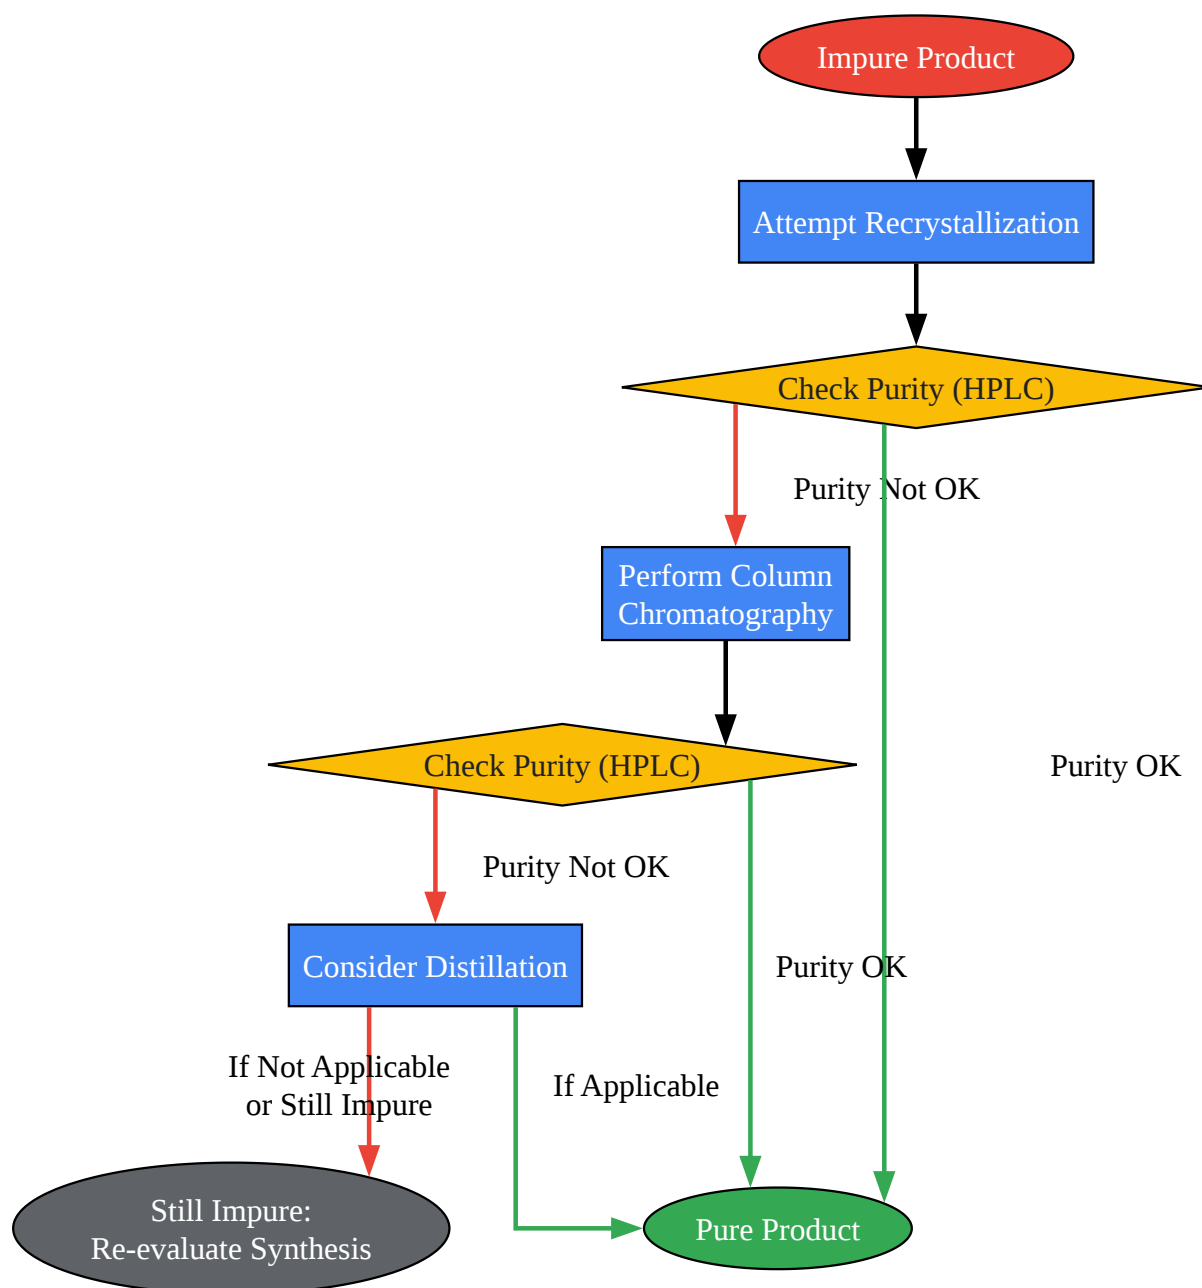 Impure Product
Attempt Recrystallization
Check Purity (HPLC)
Purity Not OK
Perform Column
Chromatography
Purity OK
Check Purity (HPLC)
Purity Not OK
Consider Distillation
Purity OK
If Not Applicable
or Still Impure
If Applicable
Still Impure:
Re-evaluate Synthesis
Pure Product